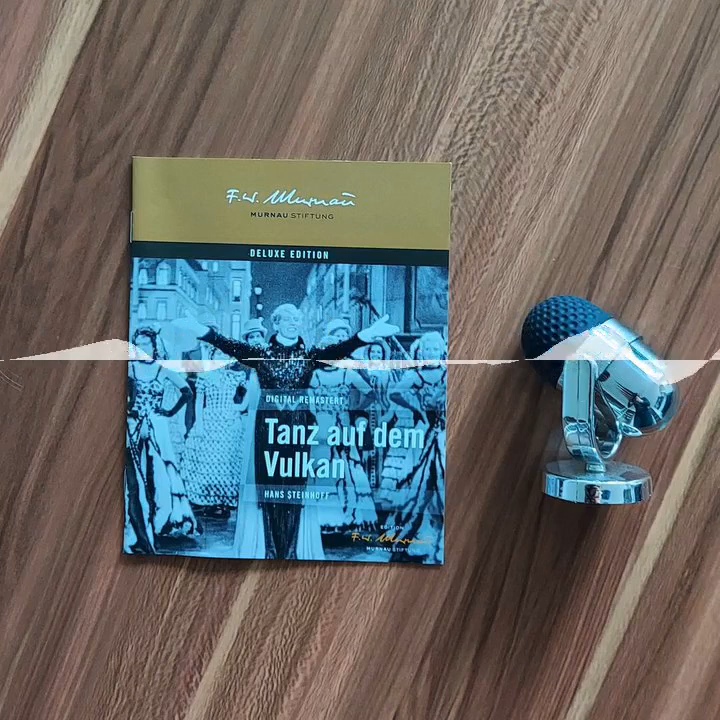 F.W. Murnau
MURNAU STIFTUNG
DELUXE EDITION
DIGITAL REMASTERT
Tanz auf dem
Vulkan
HANS STEINHOFF
EDITION
F.W. Murnau
MURNAU STIFTUNG